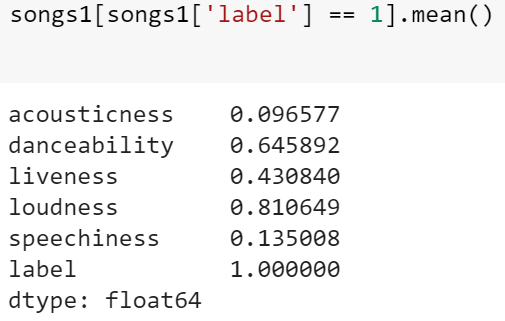 songs1[songs1['label'] == 1].mean()
acousticness 0.096577
danceability 0.645892
liveness 0.430840
loudness 0.810649
speechiness 0.135008
label 1.000000
dtype: float64